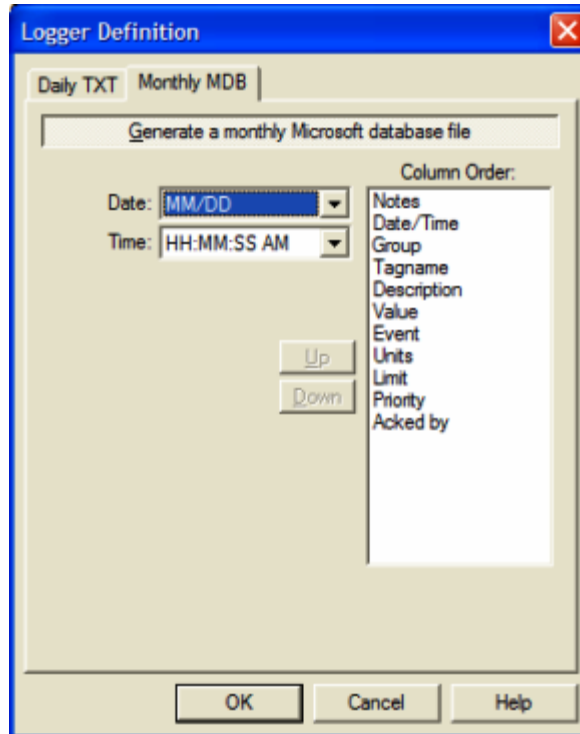 Logger Definition
Daily TXT Monthly MDB
Generate a monthly Microsoft database file
Column Order:
Date: MM/DD
Time: HH:MM:SS AM
Notes
Date/Time
Group
Tagname
Description
Value
Event
Units
Limit
Priority
Acked by
Up
Down
OK Cancel Help